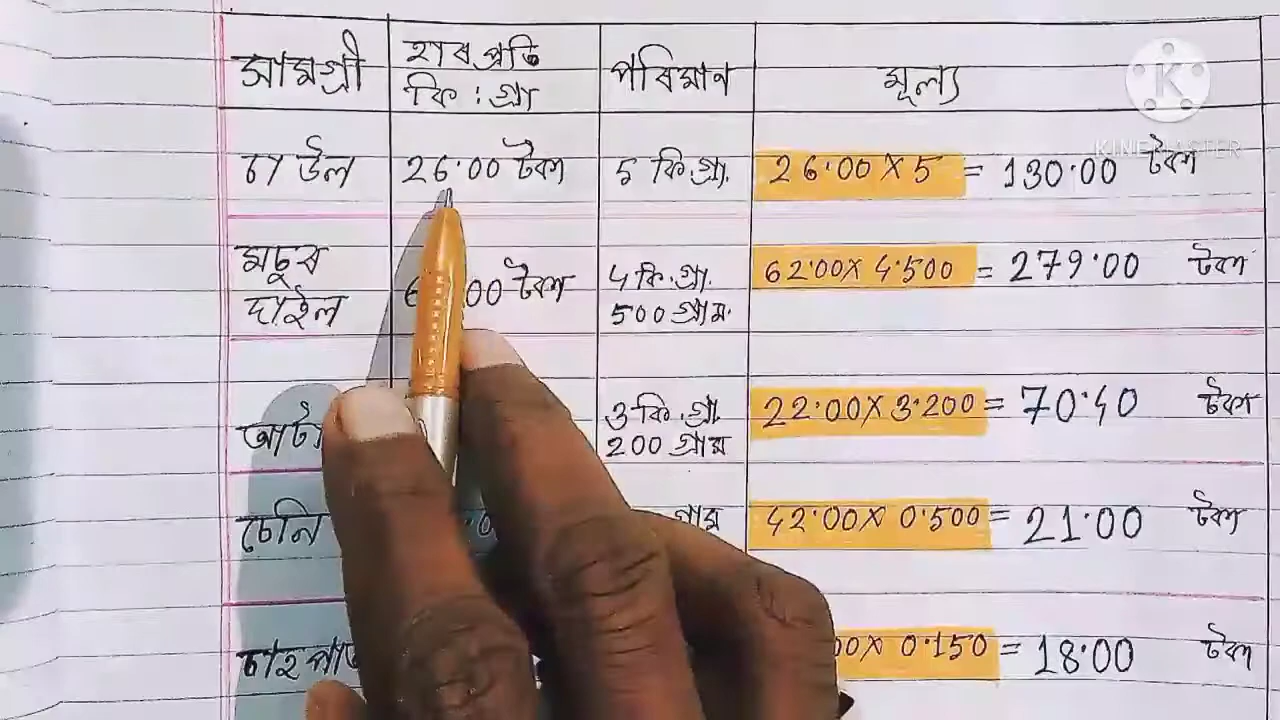 সামগ্ৰী হাৰ প্ৰতি কি:গ্ৰা পৰিমান মূল্য
চাউল 26.00 টকা 5 কি.গ্ৰা. 26.00 X 5 = 130.00 টকা
মচুৰ দাইল 00 টকা 4 কি.গ্ৰা. 500 গ্ৰাম. 62.00 X 4.500 = 279.00 টকা
আটা 3 কি.গ্ৰা 200 গ্ৰাম 22.00 X 3.200 = 70.40 টকা
চেনি গ্ৰাম 42.00 X 0.500 = 21.00 টকা
চাহ 00 X 0.150 = 18.00 টকা
K
KINEMASTER